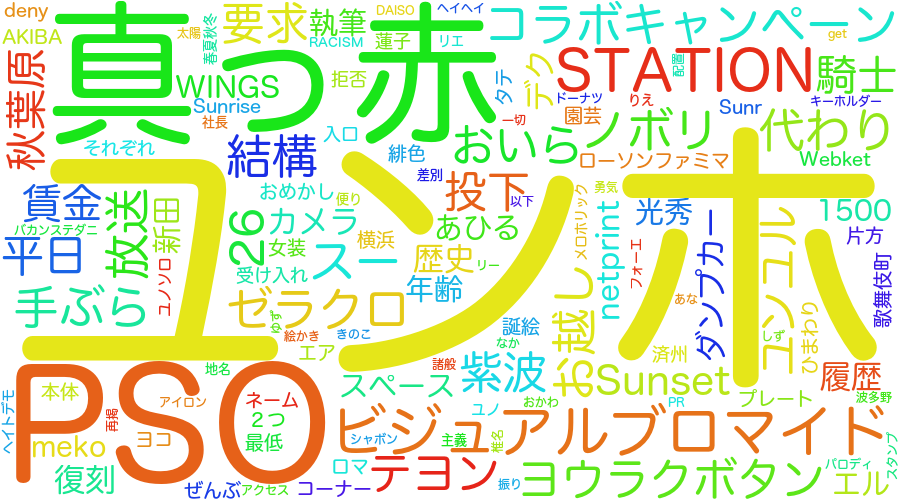 deny
太陽
春夏秋冬
要求
執筆
DAISO
ヘイヘイ
コラボキャンペーン
AKIBA
真っ赤
RACISM
蓮子
リエ
get
秋葉原
WINGS
拒否
タテ
デク
STATION
配置
騎士
Sunrise
社長
ドーナツ
りえ
Sunr
キーホルダー
それぞれ
結構
入口
緋色
おいら
一切
園芸
ノボリ
代わり
差別
ローソンファミマ
Webket
賃金
おめかし
便り
投下
以下
勇気
光秀
1500
バカンステダニ
放送
新田
26
カメラ
あひる
メロホリック
netprint
片方
平日
女装
横浜
歴史
スー
リー
受け入れ
フォーエ
ダンプカー
ユンユル
歌舞伎町
ユンホ
ユノソロ
手ぶら
ゼラクロ
年齢
お越し
あな
ゆず
絵かき
きのこ
誕絵
なか
しず
ひまわり
エア
地名
諸般
済州
PSO
本体
スペース
紫波
Sunset
履歴
アイロン
ネーム
おかわ
PR
プレート
波多野
ヘイトデモ
再掲
2つ
ユノ
ビジュアルブロマイド
meko
ヨコ
最低
シャボン
主義
椎名
スタンプ
復刻
ロマ
テヨン
ヨウラクボタン
パロディ
エル
ぜんぶ
アクセス
コーナー
振り